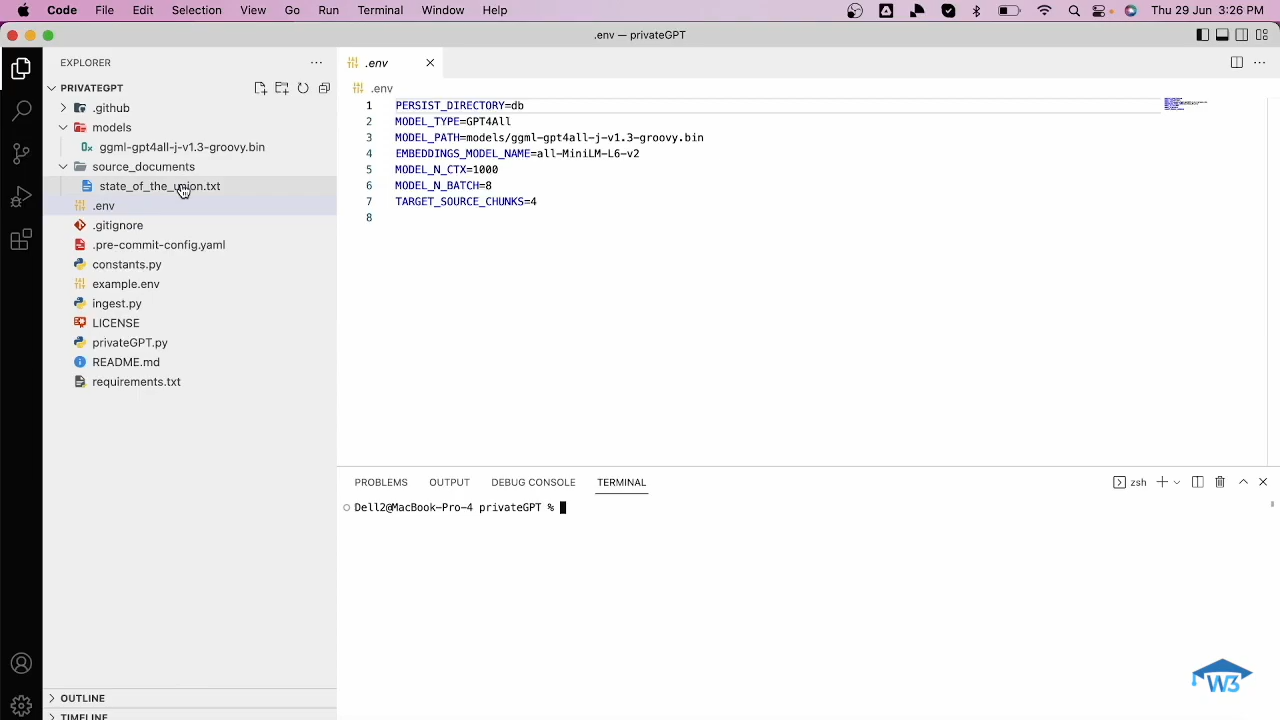 Code File Edit Selection View Go Run Terminal Window Help Thu 29 Jun 3:26 PM
.env — privateGPT
EXPLORER
PRIVATEGPT
.github
models
ggml-gpt4all-j-v1.3-groovy.bin
source_documents
state_of_the_union.txt
.env
.gitignore
.pre-commit-config.yaml
constants.py
example.env
ingest.py
LICENSE
privateGPT.py
README.md
requirements.txt
OUTLINE
TIMELINE
.env
.env
1 PERSIST_DIRECTORY=db
2 MODEL_TYPE=GPT4All
3 MODEL_PATH=models/ggml-gpt4all-j-v1.3-groovy.bin
4 EMBEDDINGS_MODEL_NAME=all-MiniLM-L6-v2
5 MODEL_N_CTX=1000
6 MODEL_N_BATCH=8
7 TARGET_SOURCE_CHUNKS=4
8
PROBLEMS OUTPUT DEBUG CONSOLE TERMINAL zsh
Dell2@MacBook-Pro-4 privateGPT %
W3